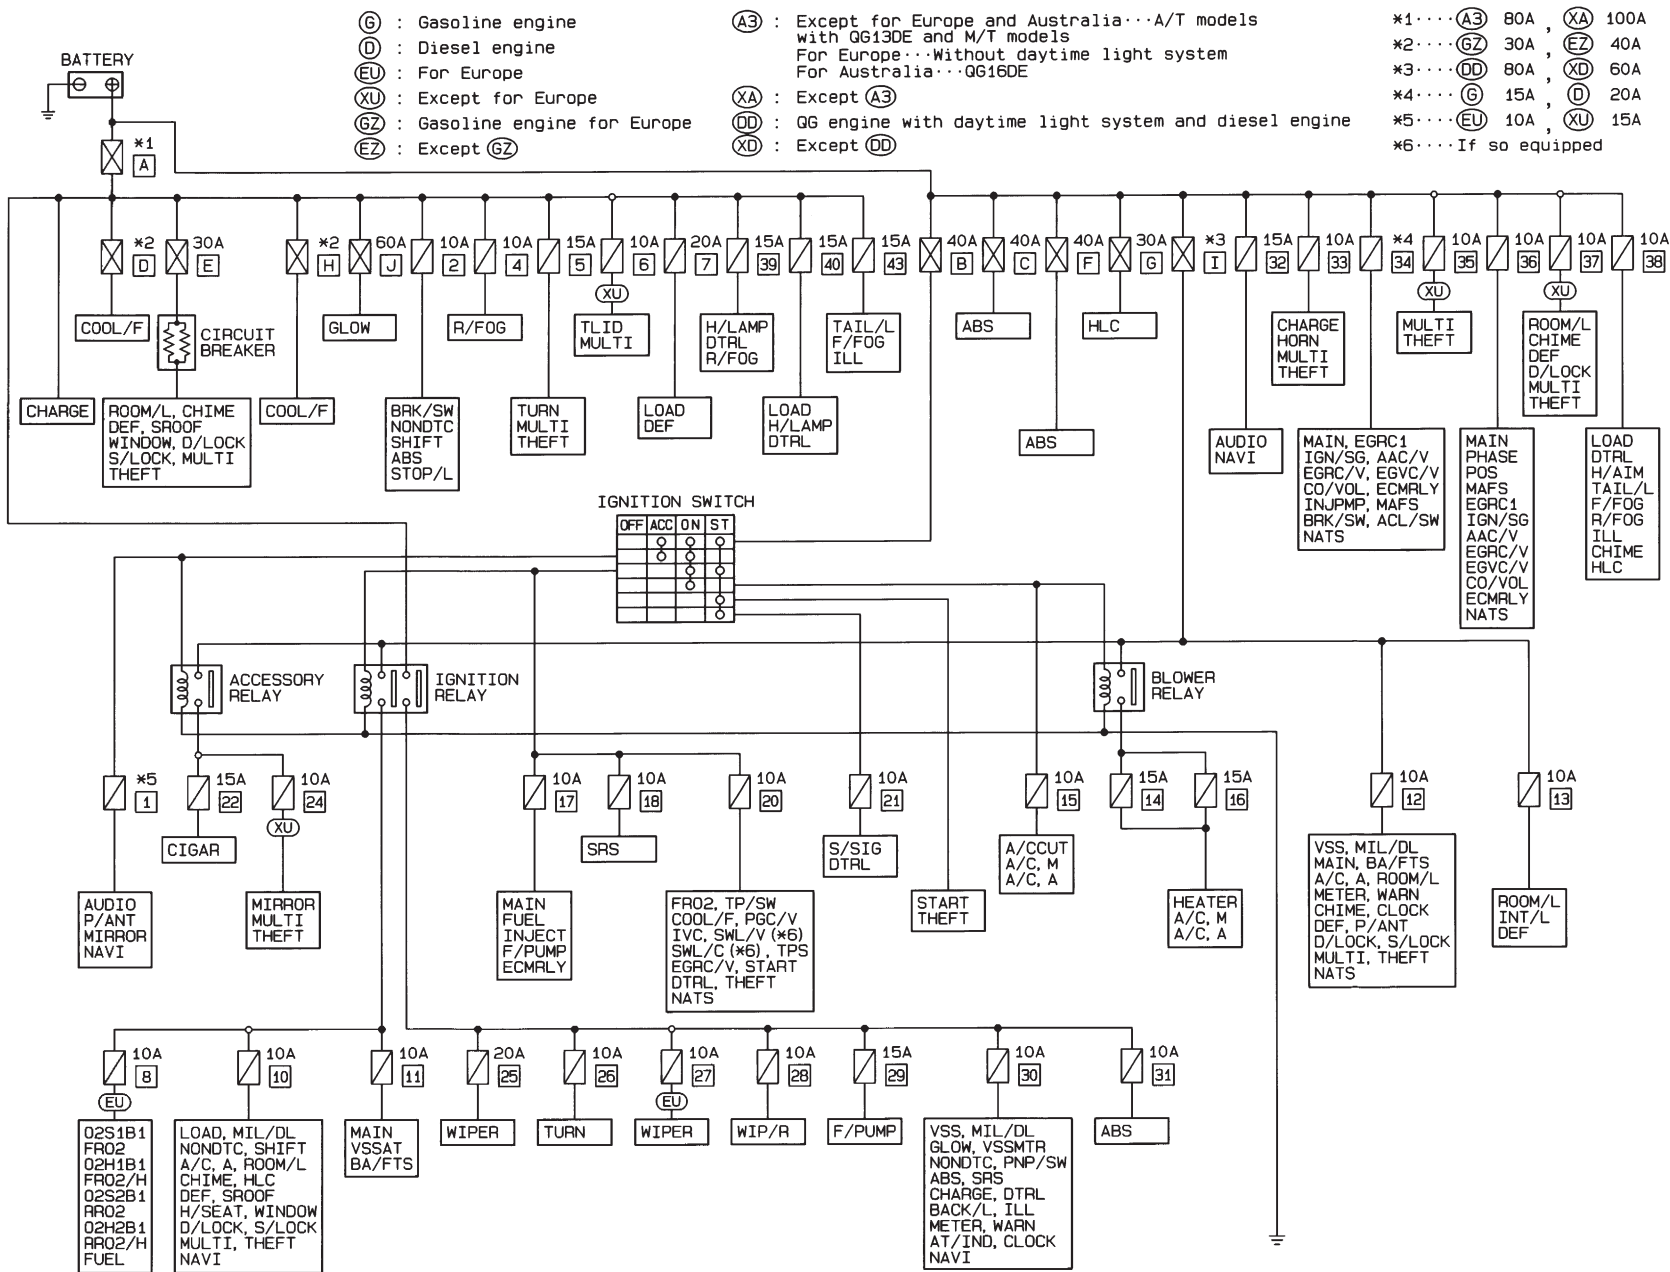 G : Gasoline engine
D : Diesel engine
EU : For Europe
XU : Except for Europe
GZ : Gasoline engine for Europe
EZ : Except GZ
A3 : Except for Europe and Australia···A/T models
with QG13DE and M/T models
For Europe···Without daytime light system
For Australia···QG16DE
XA : Except A3
DD : QG engine with daytime light system and diesel engine
XD : Except DD
*1···· A3 80A , XA 100A
*2···· GZ 30A , EZ 40A
*3···· DD 80A , XD 60A
*4···· G 15A , D 20A
*5···· EU 10A , XU 15A
*6····If so equipped
BATTERY
*1
A
*2
D
30A
E
*2
H
60A
J
10A
2
10A
4
15A
5
10A
6
20A
7
15A
39
15A
40
15A
43
40A
B
40A
C
40A
F
30A
G
*3
I
15A
32
10A
33
*4
34
10A
35
10A
36
10A
37
10A
38
XU
XU
XU
COOL/F
CIRCUIT
BREAKER
GLOW
R/FOG
TLID
MULTI
H/LAMP
DTRL
R/FOG
TAIL/L
F/FOG
ILL
ABS
HLC
CHARGE
HORN
MULTI
THEFT
MULTI
THEFT
ROOM/L
CHIME
DEF
D/LOCK
MULTI
THEFT
CHARGE
ROOM/L, CHIME
DEF, SROOF
WINDOW, D/LOCK
S/LOCK, MULTI
THEFT
COOL/F
BRK/SW
NONDTC
SHIFT
ABS
STOP/L
TURN
MULTI
THEFT
LOAD
DEF
LOAD
H/LAMP
DTRL
ABS
AUDIO
NAVI
MAIN, EGRC1
IGN/SG, AAC/V
EGRC/V, EGVC/V
CO/VOL, ECMRLY
INJPMP, MAFS
BRK/SW, ACL/SW
NATS
MAIN
PHASE
POS
MAFS
EGRC1
IGN/SG
AAC/V
EGRC/V
EGVC/V
CO/VOL
ECMRLY
NATS
LOAD
DTRL
H/AIM
TAIL/L
F/FOG
R/FOG
ILL
CHIME
HLC
IGNITION SWITCH
OFF ACC ON ST
ACCESSORY
RELAY
IGNITION
RELAY
BLOWER
RELAY
*5
1
15A
22
10A
24
10A
17
10A
18
10A
20
10A
21
10A
15
15A
14
15A
16
10A
12
10A
13
XU
CIGAR
SRS
S/SIG
DTRL
A/CCUT
A/C, M
A/C, A
VSS, MIL/DL
MAIN, BA/FTS
A/C, A, ROOM/L
METER, WARN
CHIME, CLOCK
DEF, P/ANT
D/LOCK, S/LOCK
MULTI, THEFT
NATS
AUDIO
P/ANT
MIRROR
NAVI
MIRROR
MULTI
THEFT
MAIN
FUEL
INJECT
F/PUMP
ECMRLY
FRO2, TP/SW
COOL/F, PGC/V
IVC, SWL/V (*6)
SWL/C (*6), TPS
EGRC/V, START
DTRL, THEFT
NATS
START
THEFT
HEATER
A/C, M
A/C, A
ROOM/L
INT/L
DEF
10A
8
10A
10
10A
11
20A
25
10A
26
10A
27
10A
28
15A
29
10A
30
10A
31
EU
EU
O2S1B1
FRO2
O2H1B1
FRO2/H
O2S2B1
RRO2
O2H2B1
RRO2/H
FUEL
LOAD, MIL/DL
NONDTC, SHIFT
A/C, A, ROOM/L
CHIME, HLC
DEF, SROOF
H/SEAT, WINDOW
D/LOCK, S/LOCK
MULTI, THEFT
NAVI
MAIN
VSSAT
BA/FTS
WIPER
TURN
WIPER
WIP/R
F/PUMP
VSS, MIL/DL
GLOW, VSSMTR
NONDTC, PNP/SW
ABS, SRS
CHARGE, DTRL
BACK/L, ILL
METER, WARN
AT/IND, CLOCK
NAVI
ABS